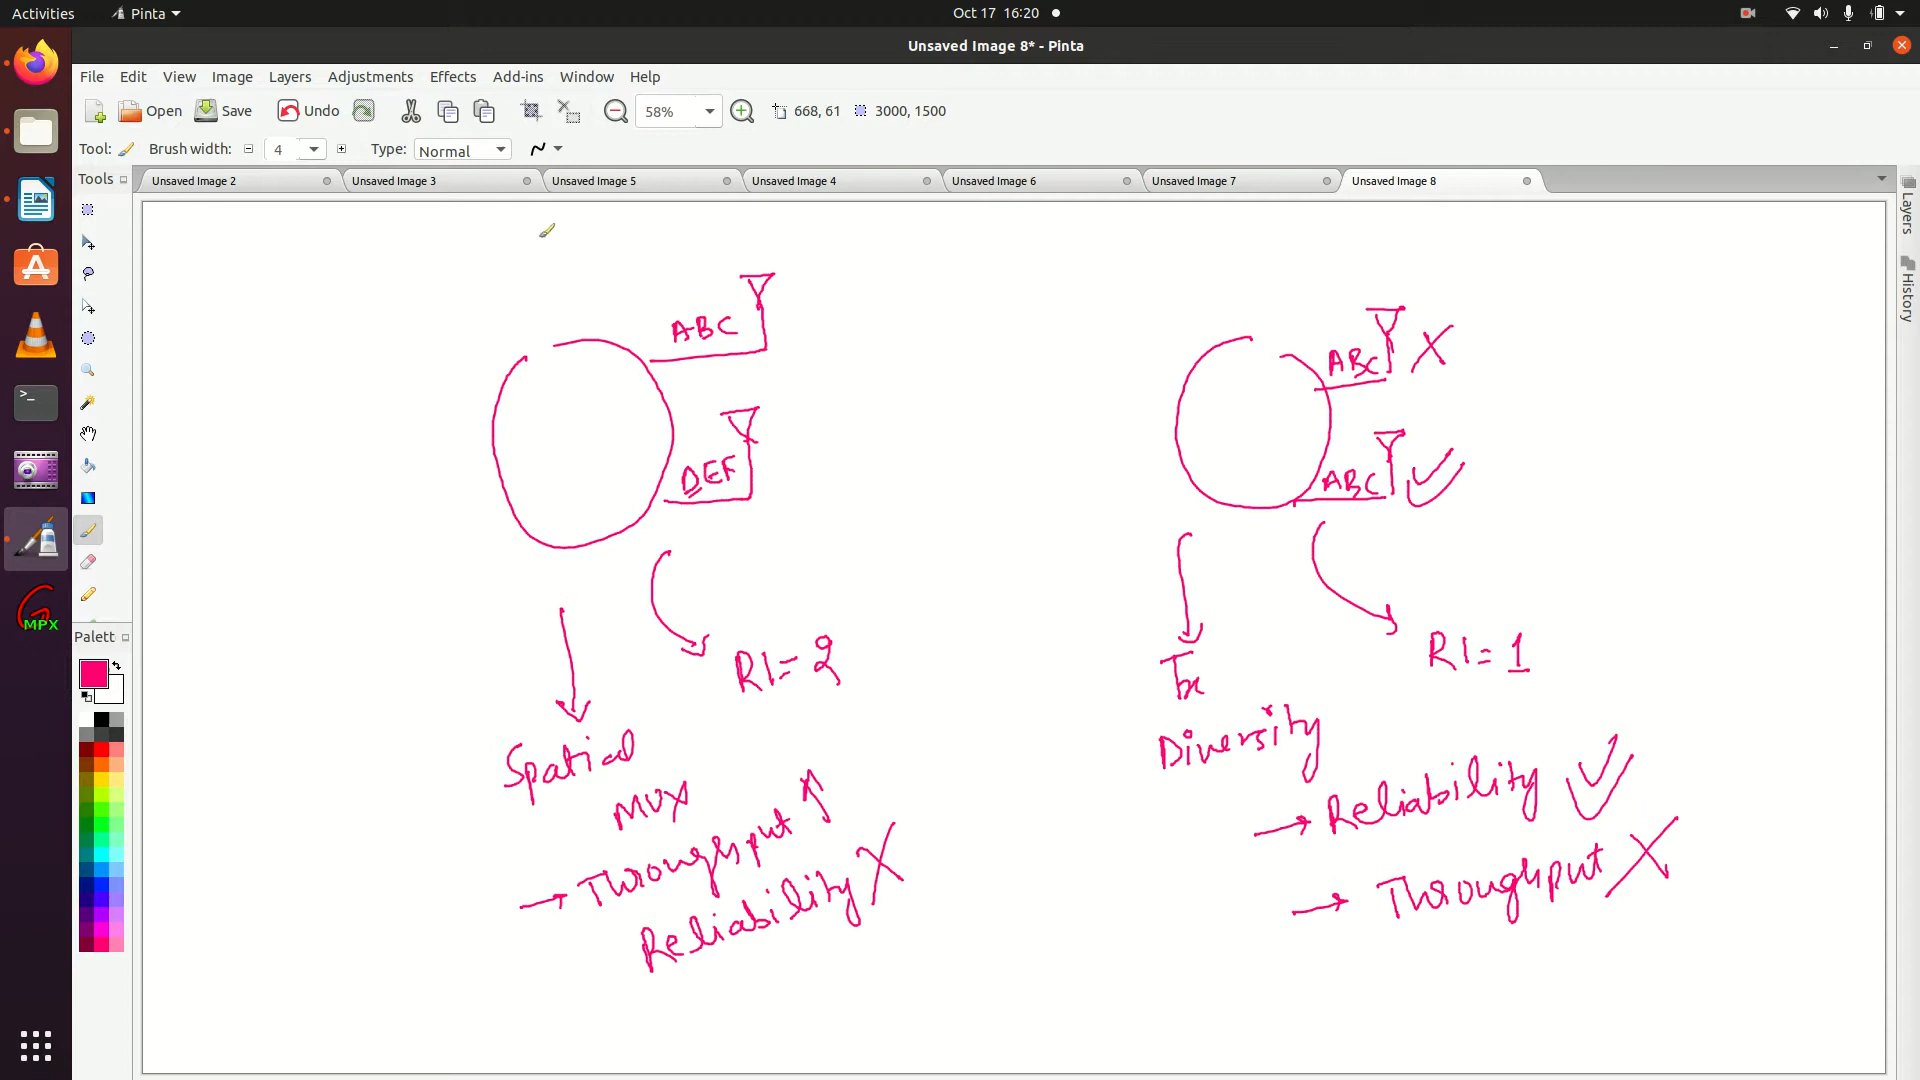 Activities
Pinta
Oct 17 16:20
Unsaved Image 8* - Pinta
File Edit View Image Layers Adjustments Effects Add-ins Window Help
Open Save Undo 58% 668, 61 3000, 1500
Tool: Brush width: 4 Type: Normal
Tools
Unsaved Image 2
Unsaved Image 3
Unsaved Image 5
Unsaved Image 4
Unsaved Image 6
Unsaved Image 7
Unsaved Image 8
Layers
History
MPX
Palett
ABC
DEF
RI=2
Spatial
MUX
→ Throughput ↑
Reliability X
ABC X
ABC ✓
RI=1
Tx
Diversity
→ Reliability ✓
→ Throughput X